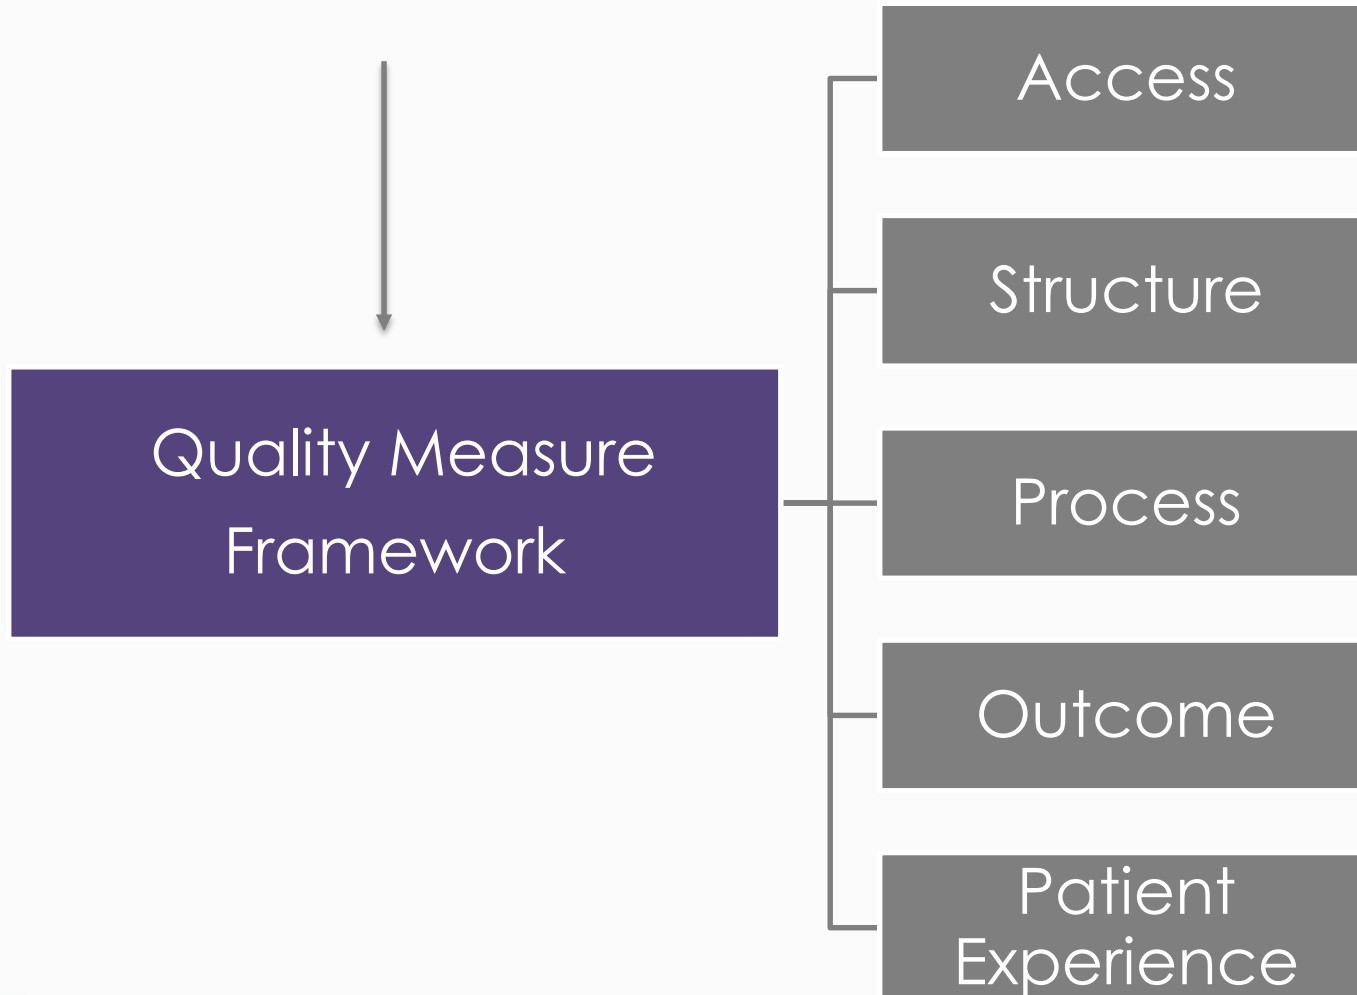 Access
Structure
Quality Measure
Framework
Process
Outcome
Patient
Experience